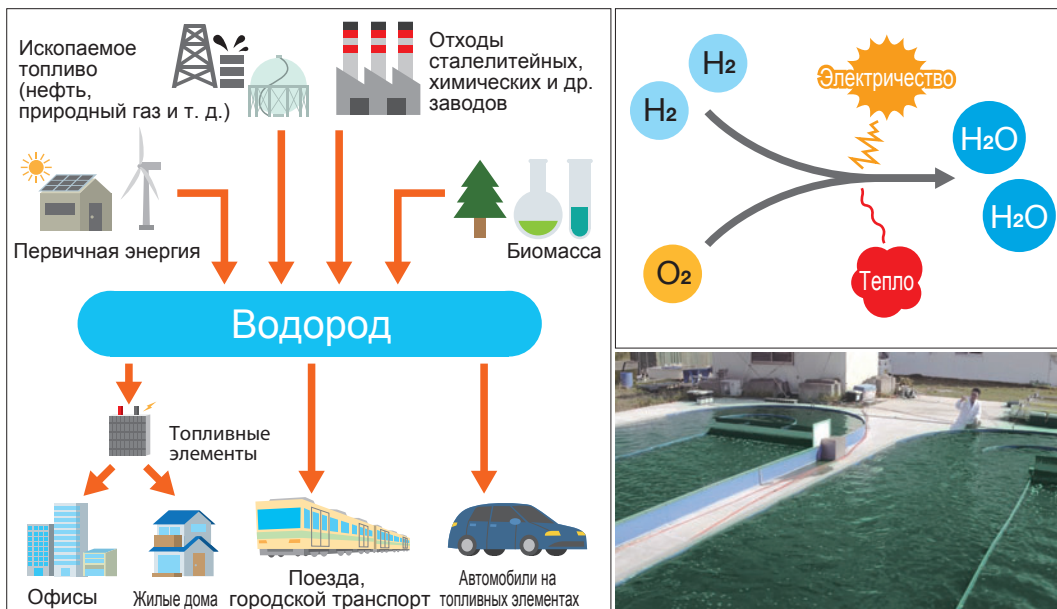 Ископаемое
топливо
(нефть,
природный газ и т. д.)
Отходы
сталелитейных,
химических и др.
заводов
Первичная энергия
Биомасса
Водород
Топливные
элементы
Офисы
Жилые дома
Поезда,
городской транспорт
Автомобили на
топливных элементах
H2
H2
Электричество
H2O
H2O
O2
Тепло